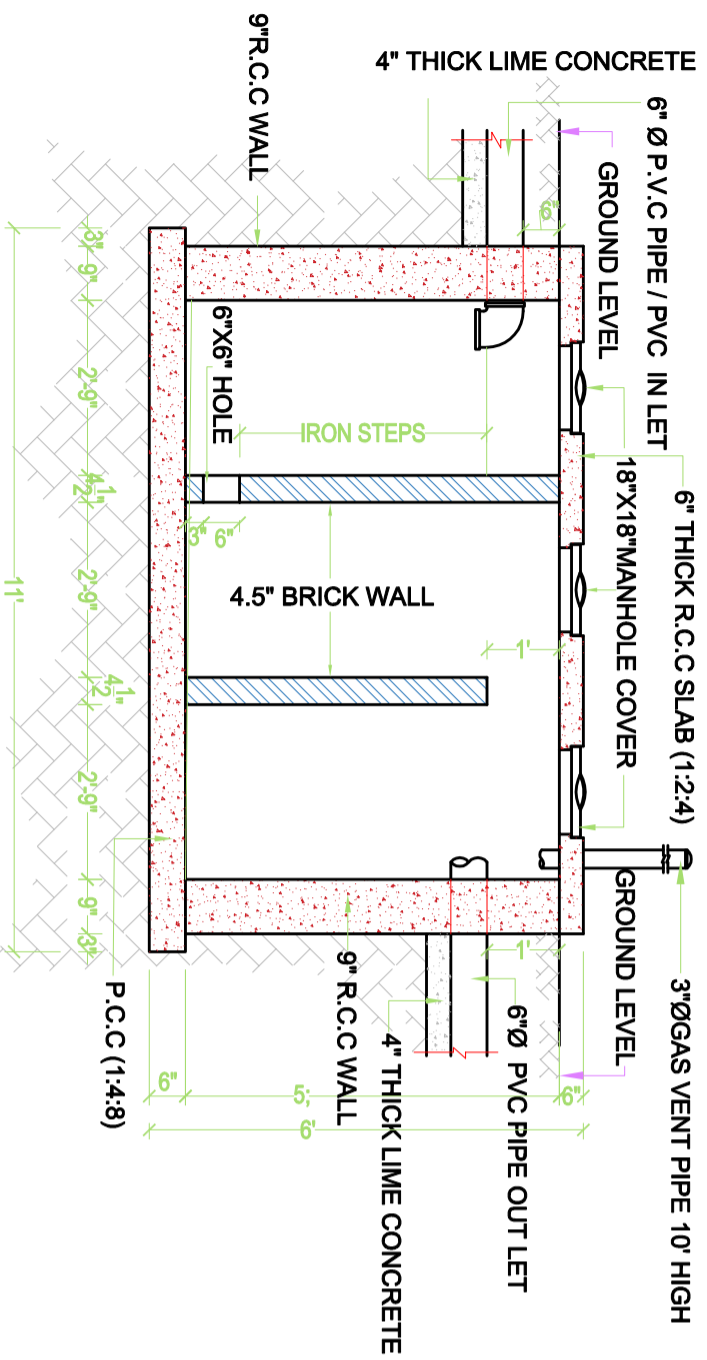 3"ØGAS VENT PIPE 10' HIGH
6" THICK R.C.C SLAB (1:2:4)
6" Ø P.V.C PIPE / PVC IN LET
18"X18"MANHOLE COVER
GROUND LEVEL
GROUND LEVEL
4" THICK LIME CONCRETE
6"
6"
1'
1'
6"Ø PVC PIPE OUT LET
4" THICK LIME CONCRETE
IRON STEPS
4.5" BRICK WALL
5;
6'
9"R.C.C WALL
9" R.C.C WALL
6"X6" HOLE
3"
6"
6"
P.C.C (1:4:8)
3"
9"
2'-9"
4 1/2"
2'-9"
4 1/2"
2'-9"
9"
3"
11'